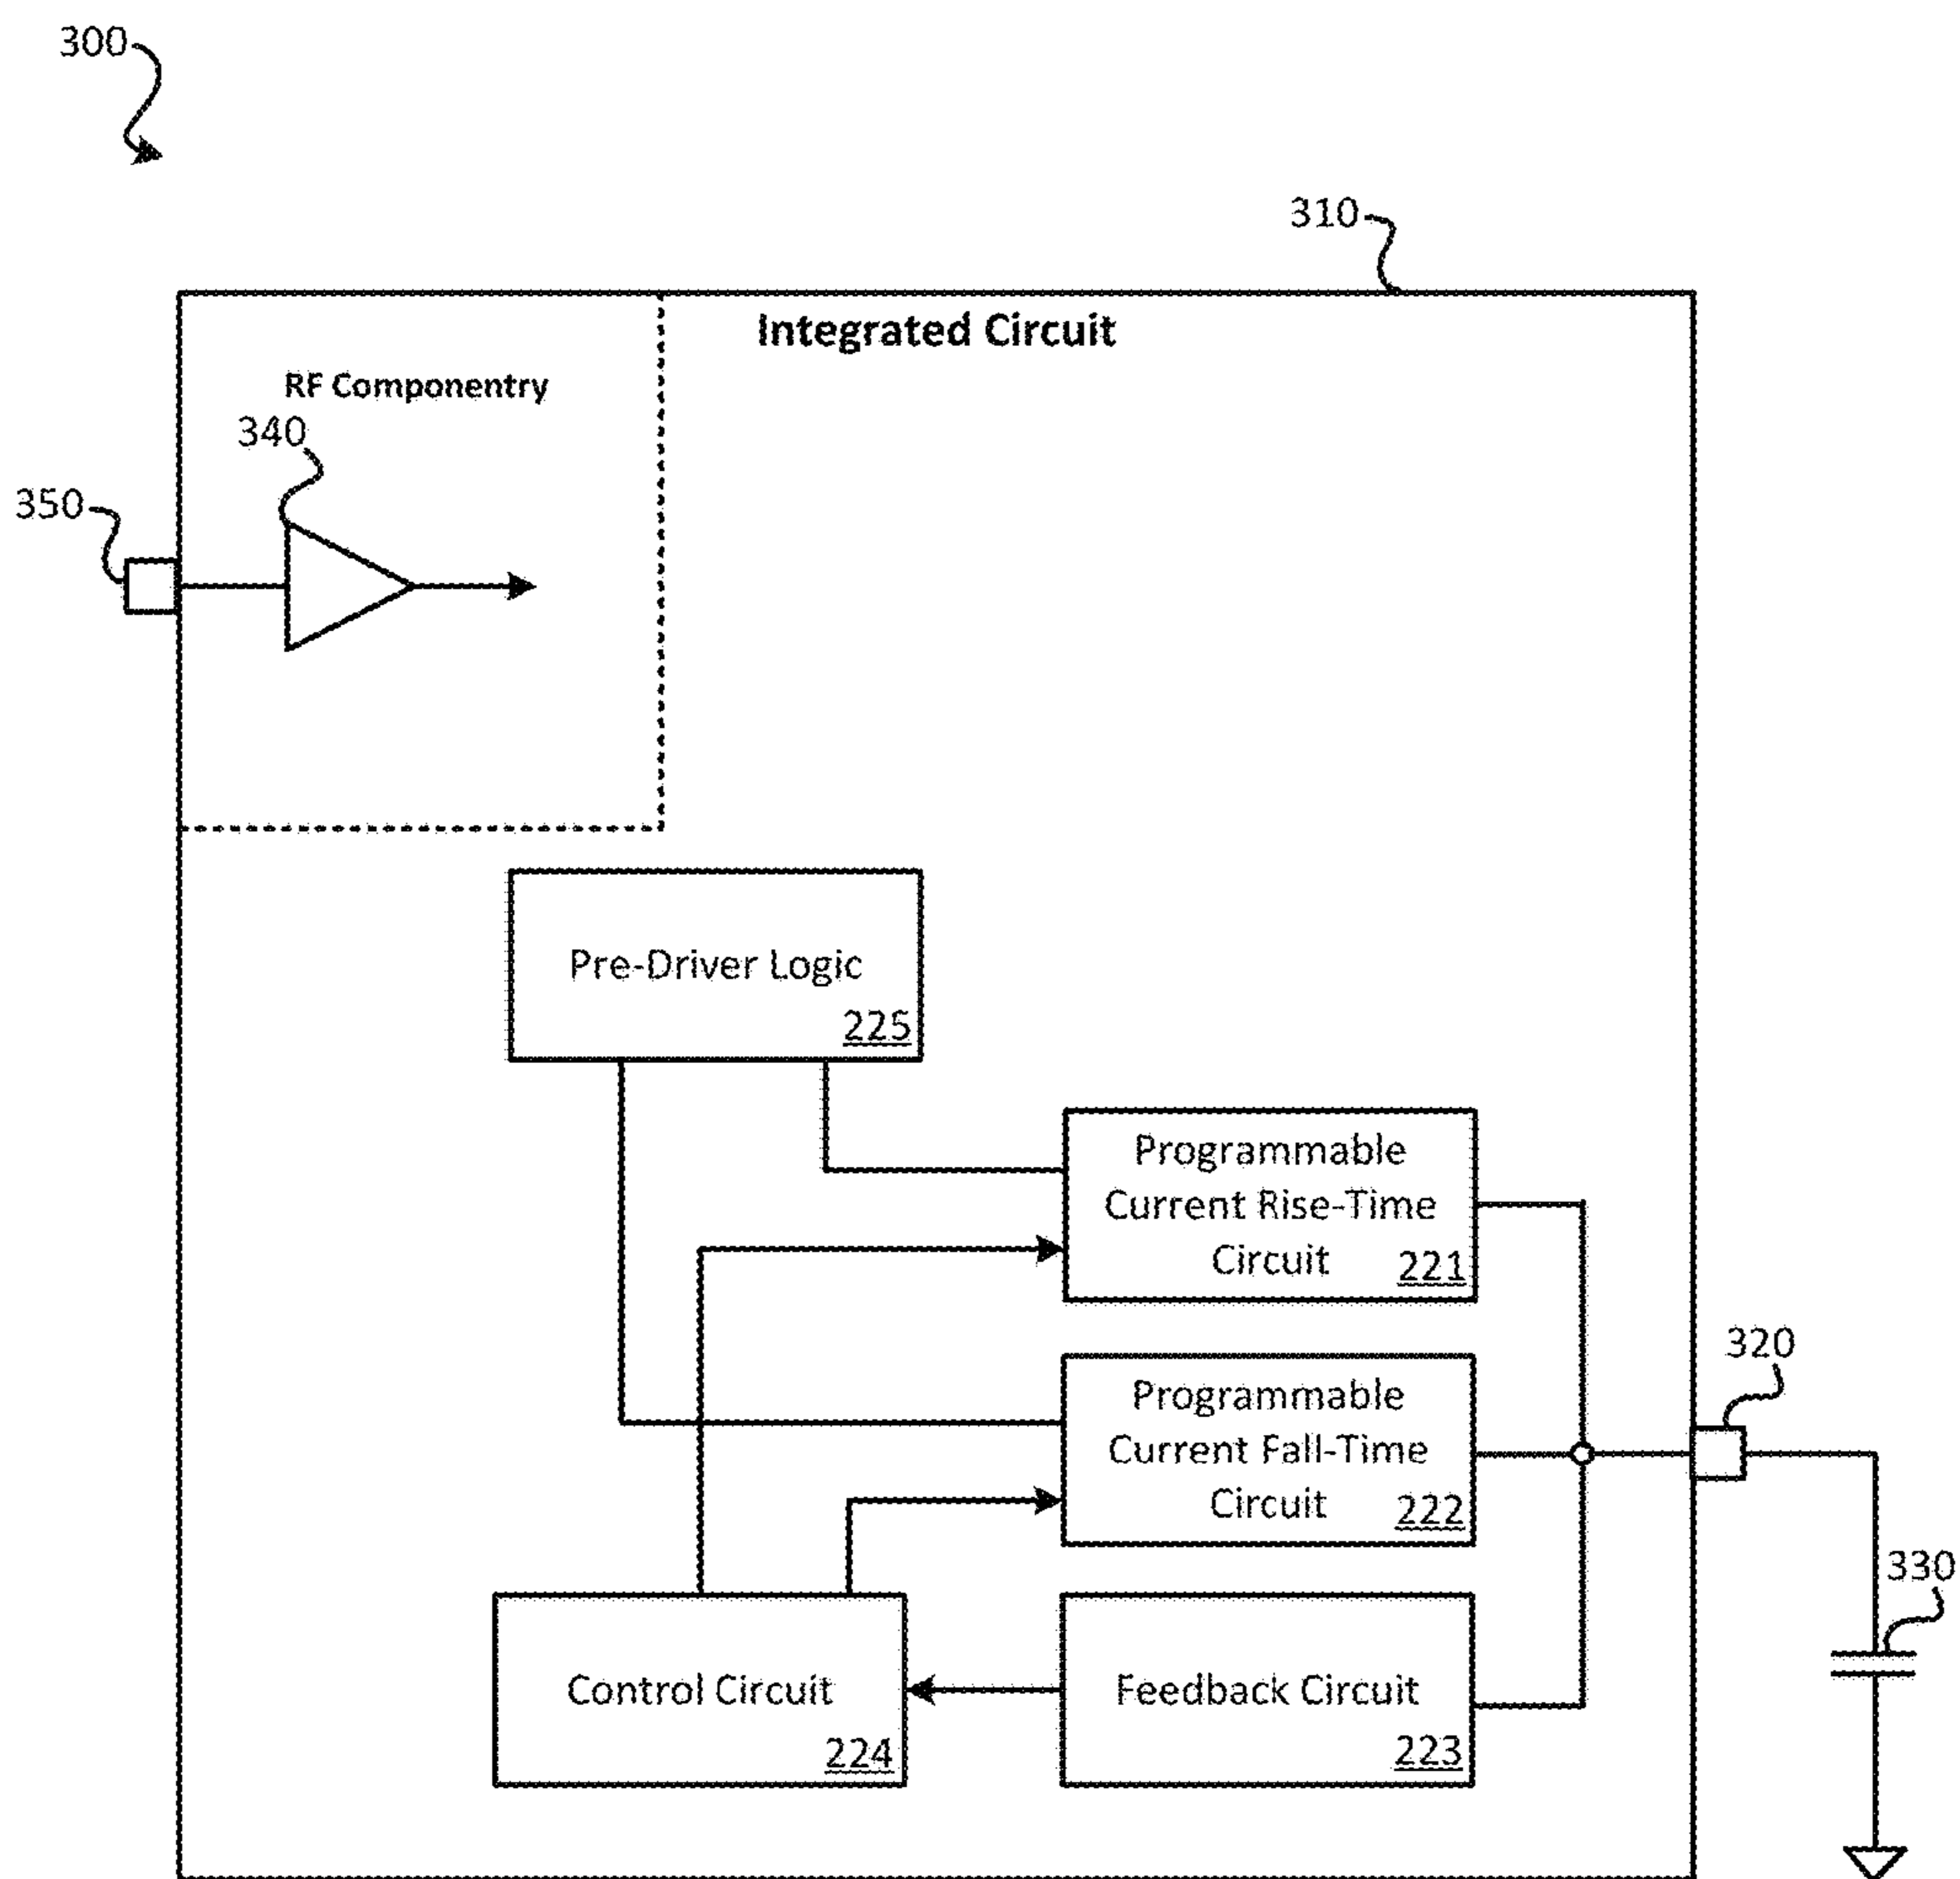 300
310
Integrated Circuit
RF Componentry
340
350
Pre-Driver Logic
225
Programmable
Current Rise-Time
Circuit 221
320
Programmable
Current Fall-Time
Circuit 222
330
Control Circuit
224
Feedback Circuit
223